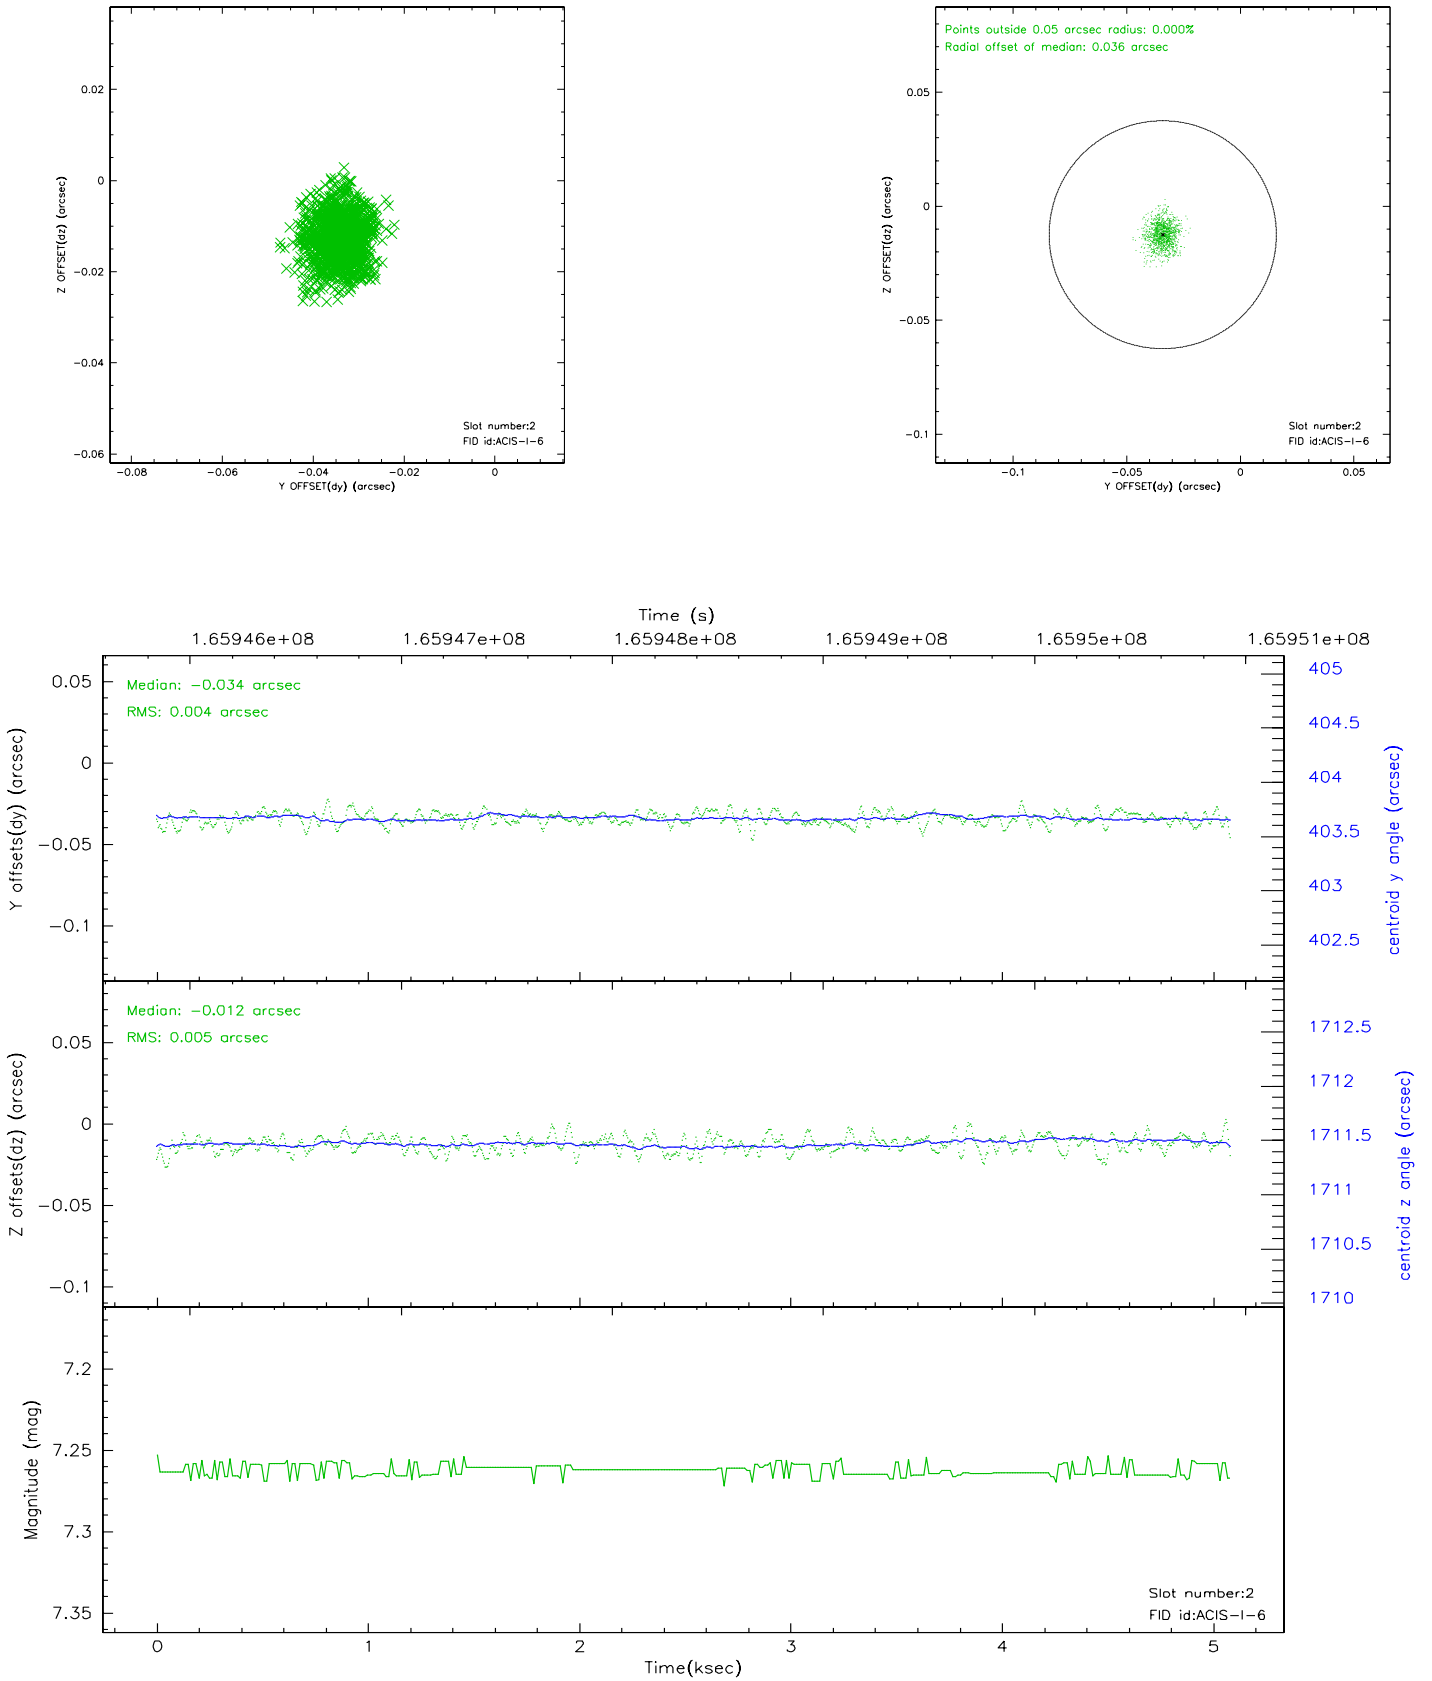 0.02
0
−0.02
−0.04
−0.06
Z OFFSET(dz) (arcsec)
Slot number:2
FID id:ACIS−I−6
−0.08 −0.06 −0.04 −0.02 0
Y OFFSET(dy) (arcsec)
Points outside 0.05 arcsec radius: 0.000%
Radial offset of median: 0.036 arcsec
0.05
0
−0.05
−0.1
Z OFFSET(dz) (arcsec)
Slot number:2
FID id:ACIS−I−6
−0.1 −0.05 0 0.05
Y OFFSET(dy) (arcsec)
Time (s)
1.65946e+08 1.65947e+08 1.65948e+08 1.65949e+08 1.6595e+08 1.65951e+08
Median: −0.034 arcsec
RMS: 0.004 arcsec
0.05
0
−0.05
−0.1
Y offsets(dy) (arcsec)
405
404.5
404
403.5
403
402.5
centroid y angle (arcsec)
Median: −0.012 arcsec
RMS: 0.005 arcsec
0.05
0
−0.05
−0.1
Z offsets(dz) (arcsec)
1712.5
1712
1711.5
1711
1710.5
1710
centroid z angle (arcsec)
7.2
7.25
7.3
7.35
Magnitude (mag)
Slot number:2
FID id:ACIS−I−6
0 1 2 3 4 5
Time(ksec)